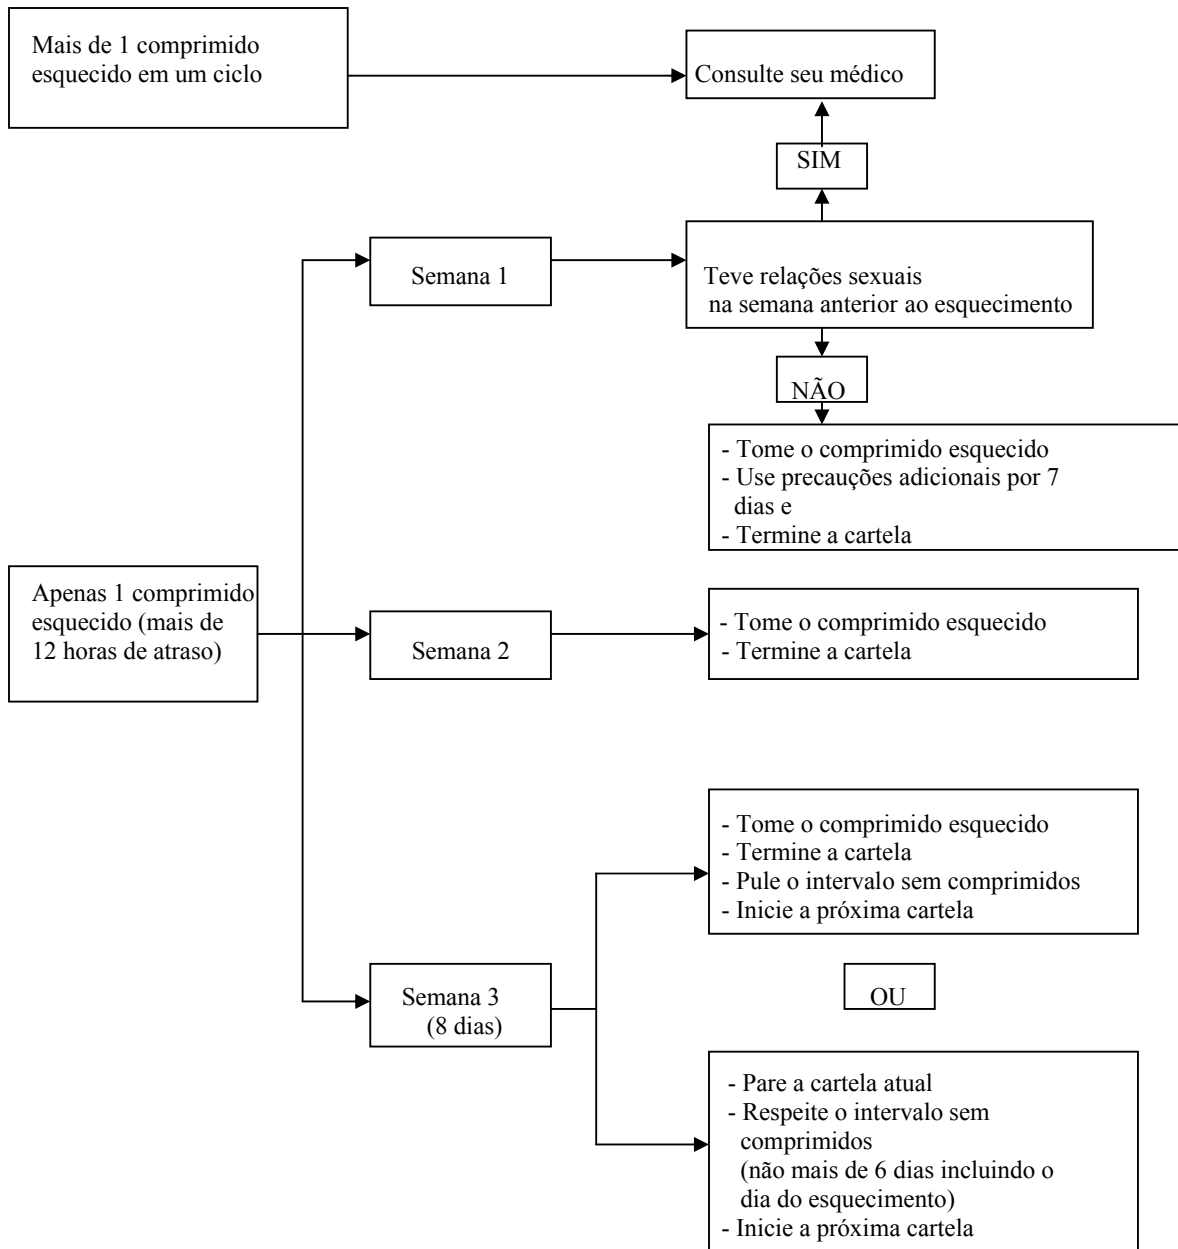 Mais de 1 comprimido
esquecido em um ciclo
Consulte seu médico
SIM
Semana 1
Teve relações sexuais
na semana anterior ao esquecimento
NÃO
- Tome o comprimido esquecido
- Use precauções adicionais por 7
dias e
- Termine a cartela
Apenas 1 comprimido
esquecido (mais de
12 horas de atraso)
Semana 2
- Tome o comprimido esquecido
- Termine a cartela
- Tome o comprimido esquecido
- Termine a cartela
- Pule o intervalo sem comprimidos
- Inicie a próxima cartela
Semana 3
(8 dias)
OU
- Pare a cartela atual
- Respeite o intervalo sem
comprimidos
(não mais de 6 dias incluindo o
dia do esquecimento)
- Inicie a próxima cartela